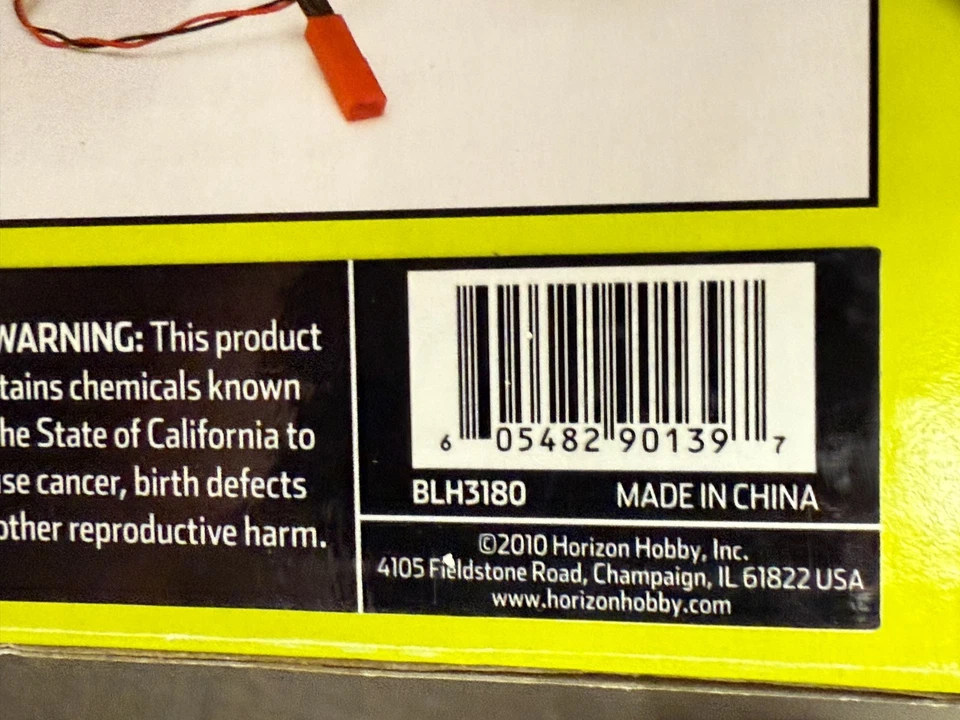 WARNING: This product
tains chemicals known
he State of California to
se cancer, birth defects
other reproductive harm.
6 05482 90139 7
BLH3180 MADE IN CHINA
©2010 Horizon Hobby, Inc.
4105 Fieldstone Road, Champaign, IL 61822 USA
www.horizonhobby.com